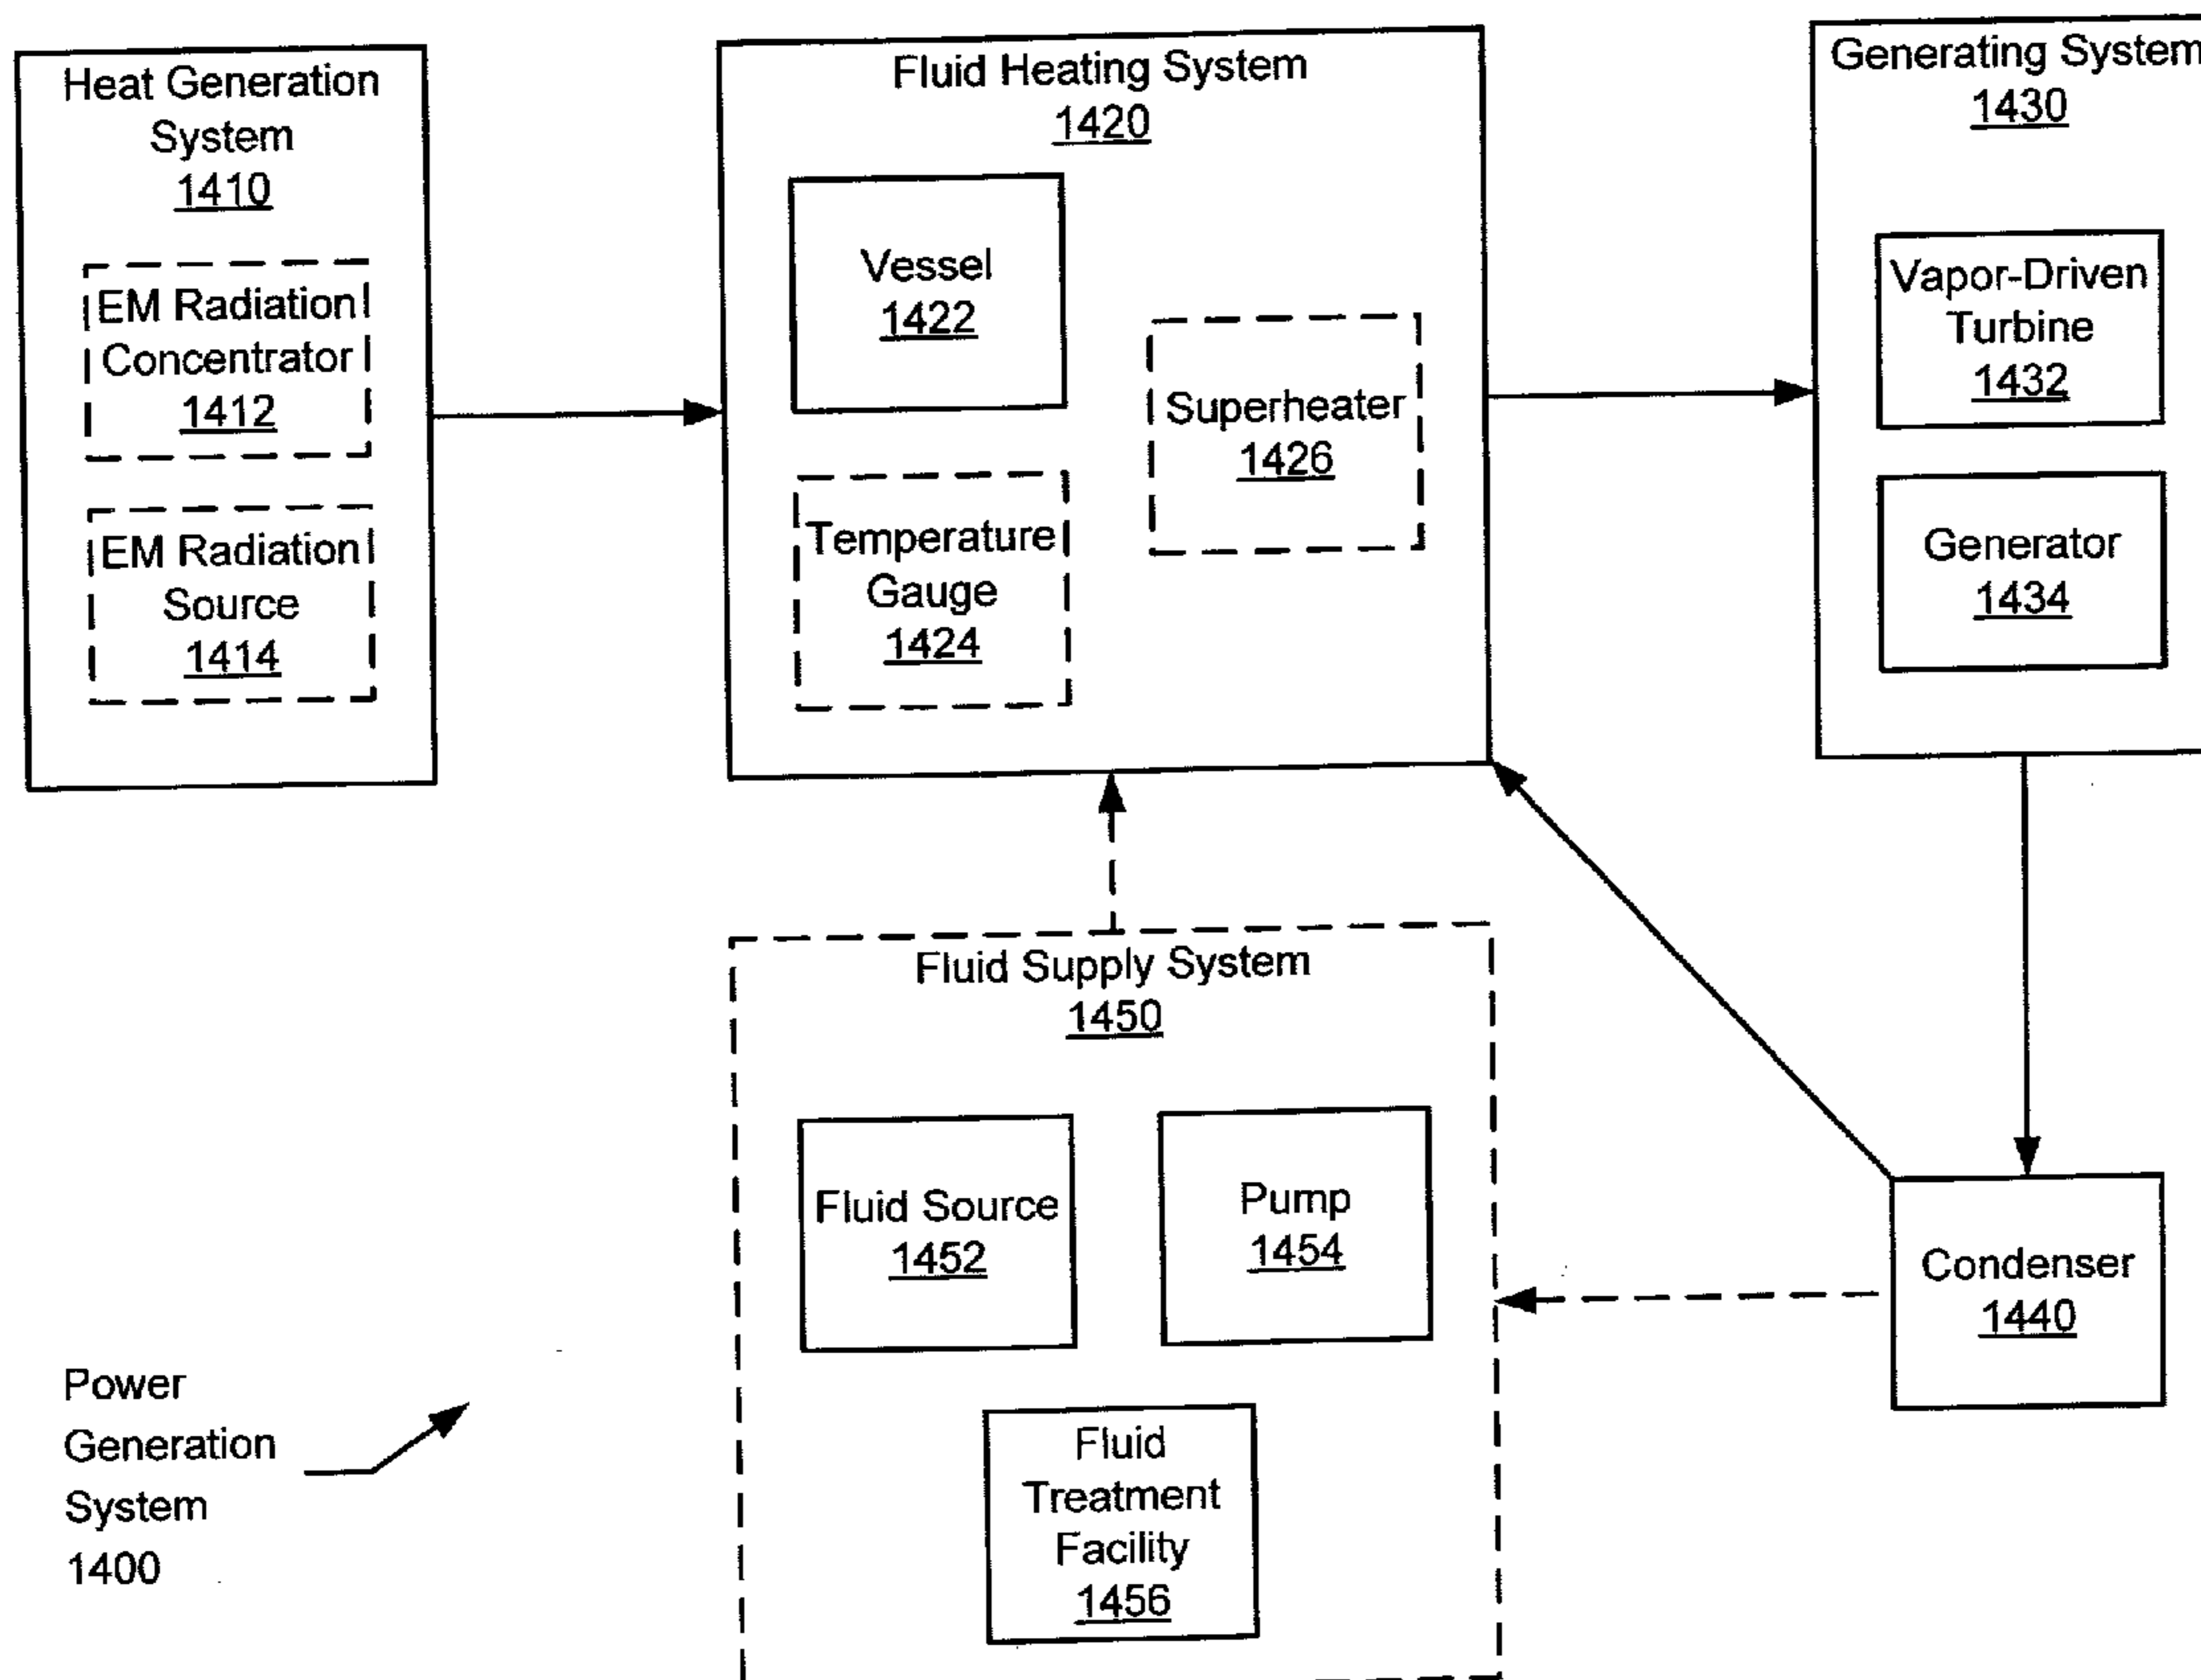 Heat Generation
System
1410
EM Radiation
Concentrator
1412
EM Radiation
Source
1414
Fluid Heating System
1420
Vessel
1422
Superheater
1426
Temperature
Gauge
1424
Generating System
1430
Vapor-Driven
Turbine
1432
Generator
1434
Fluid Supply System
1450
Fluid Source
1452
Pump
1454
Fluid
Treatment
Facility
1456
Condenser
1440
Power
Generation
System
1400